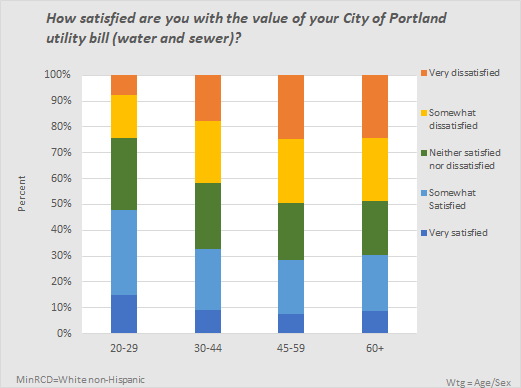 How satisfied are you with the value of your City of Portland
utility bill (water and sewer)?
100%
90%
80%
70%
60%
50%
40%
30%
20%
10%
0%
Percent
20-29
30-44
45-59
60+
Very dissatisfied
Somewhat
dissatisfied
Neither satisfied
nor dissatisfied
Somewhat
Satisfied
Very satisfied
MinRCD=White non-Hispanic
Wtg = Age/Sex